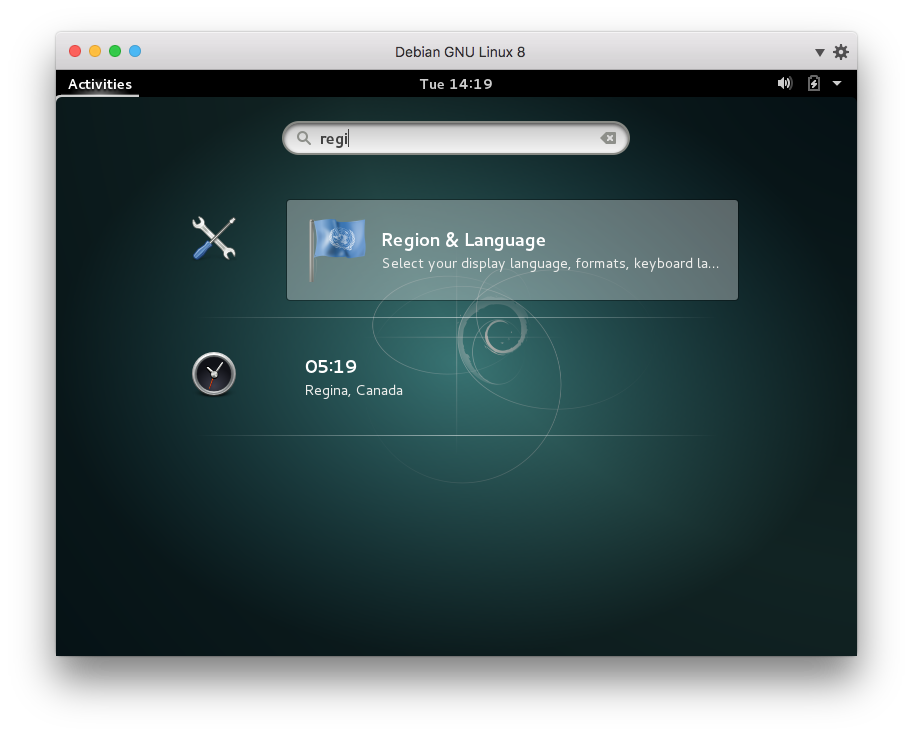 Debian GNU Linux 8
Activities
Tue 14:19
regi
Region & Language
Select your display language, formats, keyboard la...
05:19
Regina, Canada